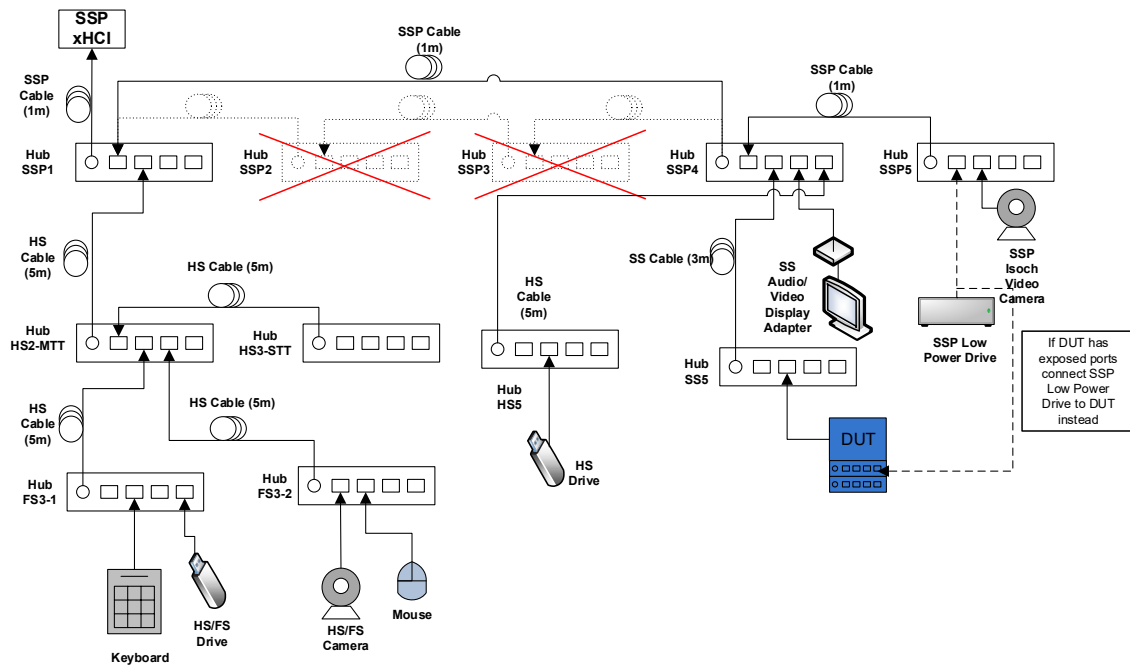 SSP
xHCI
SSP
Cable
(1m)
SSP Cable
(1m)
SSP Cable
(1m)
Hub
SSP1
Hub
SSP2
Hub
SSP3
Hub
SSP4
Hub
SSP5
HS
Cable
(5m)
HS Cable (5m)
SS Cable (3m)
SS
Audio/
Video
Display
Adapter
SSP
Isoch
Video
Camera
HS
Cable
(5m)
Hub
HS2-MTT
Hub
HS3-STT
SSP Low
Power Drive
If DUT has
exposed ports
connect SSP
Low Power
Drive to DUT
instead
Hub
HS5
Hub
SS5
HS
Cable
(5m)
HS Cable (5m)
DUT
Hub
FS3-1
Hub
FS3-2
HS
Drive
HS/FS
Drive
HS/FS
Camera
Mouse
Keyboard